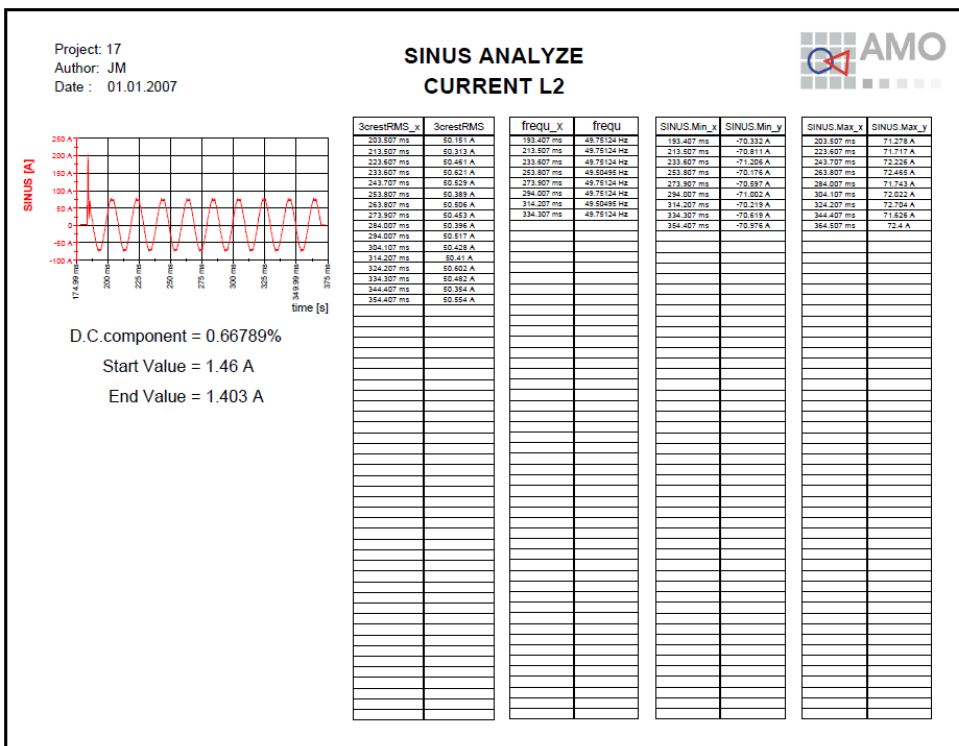 Project: 17
Author: JM
Date : 01.01.2007
SINUS ANALYZE
CURRENT L2
AMO
SINUS [A]
250 A
200 A
150 A
100 A
50 A
0
-50 A
-100 A
174.99 ms
200 ms
225 ms
250 ms
275 ms
300 ms
325 ms
349.99 ms
375 ms
time [s]
D.C.component = 0.66789%
Start Value = 1.46 A
End Value = 1.403 A
3crestRMS_x 3crestRMS
203.507 ms 50.151 A
213.507 ms 50.313 A
223.607 ms 50.461 A
233.607 ms 50.621 A
243.707 ms 50.529 A
253.807 ms 50.389 A
263.807 ms 50.506 A
273.907 ms 50.453 A
284.007 ms 50.396 A
294.007 ms 50.517 A
304.107 ms 50.428 A
314.207 ms 50.41 A
324.207 ms 50.602 A
334.307 ms 50.482 A
344.407 ms 50.354 A
354.407 ms 50.554 A
frequ_x frequ
193.407 ms 49.75124 Hz
213.507 ms 49.75124 Hz
233.607 ms 49.75124 Hz
253.807 ms 49.50495 Hz
273.907 ms 49.75124 Hz
294.007 ms 49.75124 Hz
314.207 ms 49.50495 Hz
334.307 ms 49.75124 Hz
SINUS.Min_x SINUS.Min_y
193.407 ms -70.332 A
213.507 ms -70.811 A
233.607 ms -71.206 A
253.807 ms -70.176 A
273.907 ms -70.597 A
294.007 ms -71.002 A
314.207 ms -70.219 A
334.307 ms -70.619 A
354.407 ms -70.976 A
SINUS.Max_x SINUS.Max_y
203.507 ms 71.278 A
223.607 ms 71.717 A
243.707 ms 72.226 A
263.807 ms 72.465 A
284.007 ms 71.743 A
304.107 ms 72.022 A
324.207 ms 72.704 A
344.407 ms 71.626 A
364.507 ms 72.4 A